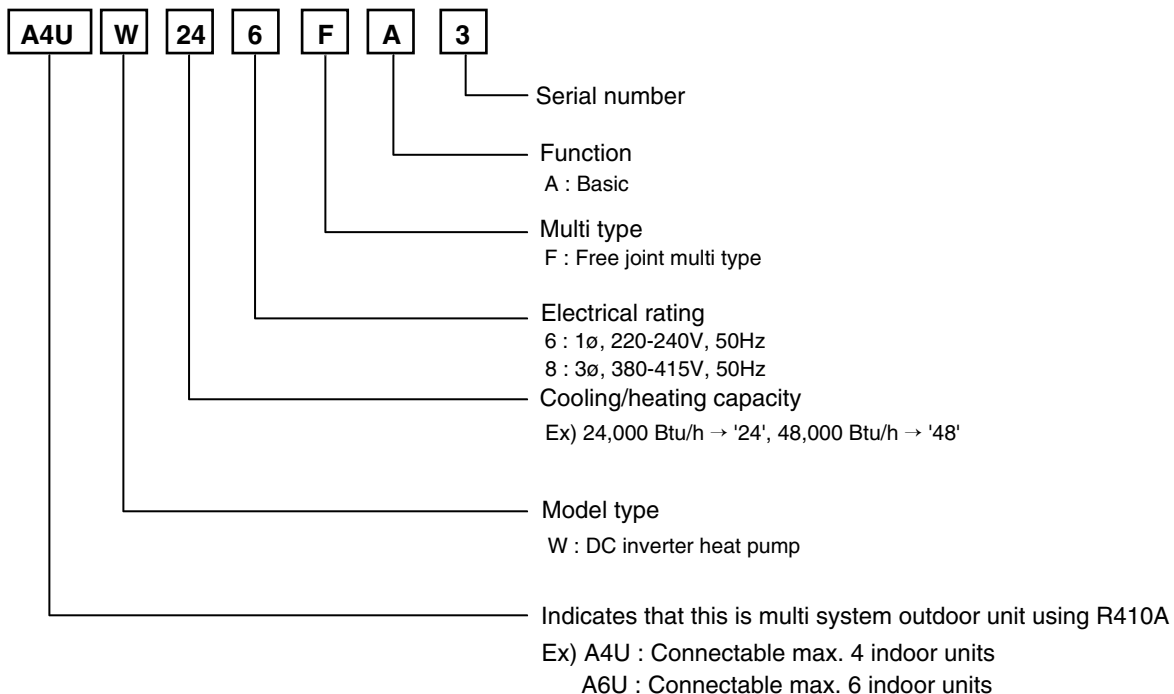 A4U W 24 6 F A 3
Serial number
Function
A : Basic
Multi type
F : Free joint multi type
Electrical rating
6 : 1ø, 220-240V, 50Hz
8 : 3ø, 380-415V, 50Hz
Cooling/heating capacity
Ex) 24,000 Btu/h → '24', 48,000 Btu/h → '48'
Model type
W : DC inverter heat pump
Indicates that this is multi system outdoor unit using R410A
Ex) A4U : Connectable max. 4 indoor units
A6U : Connectable max. 6 indoor units